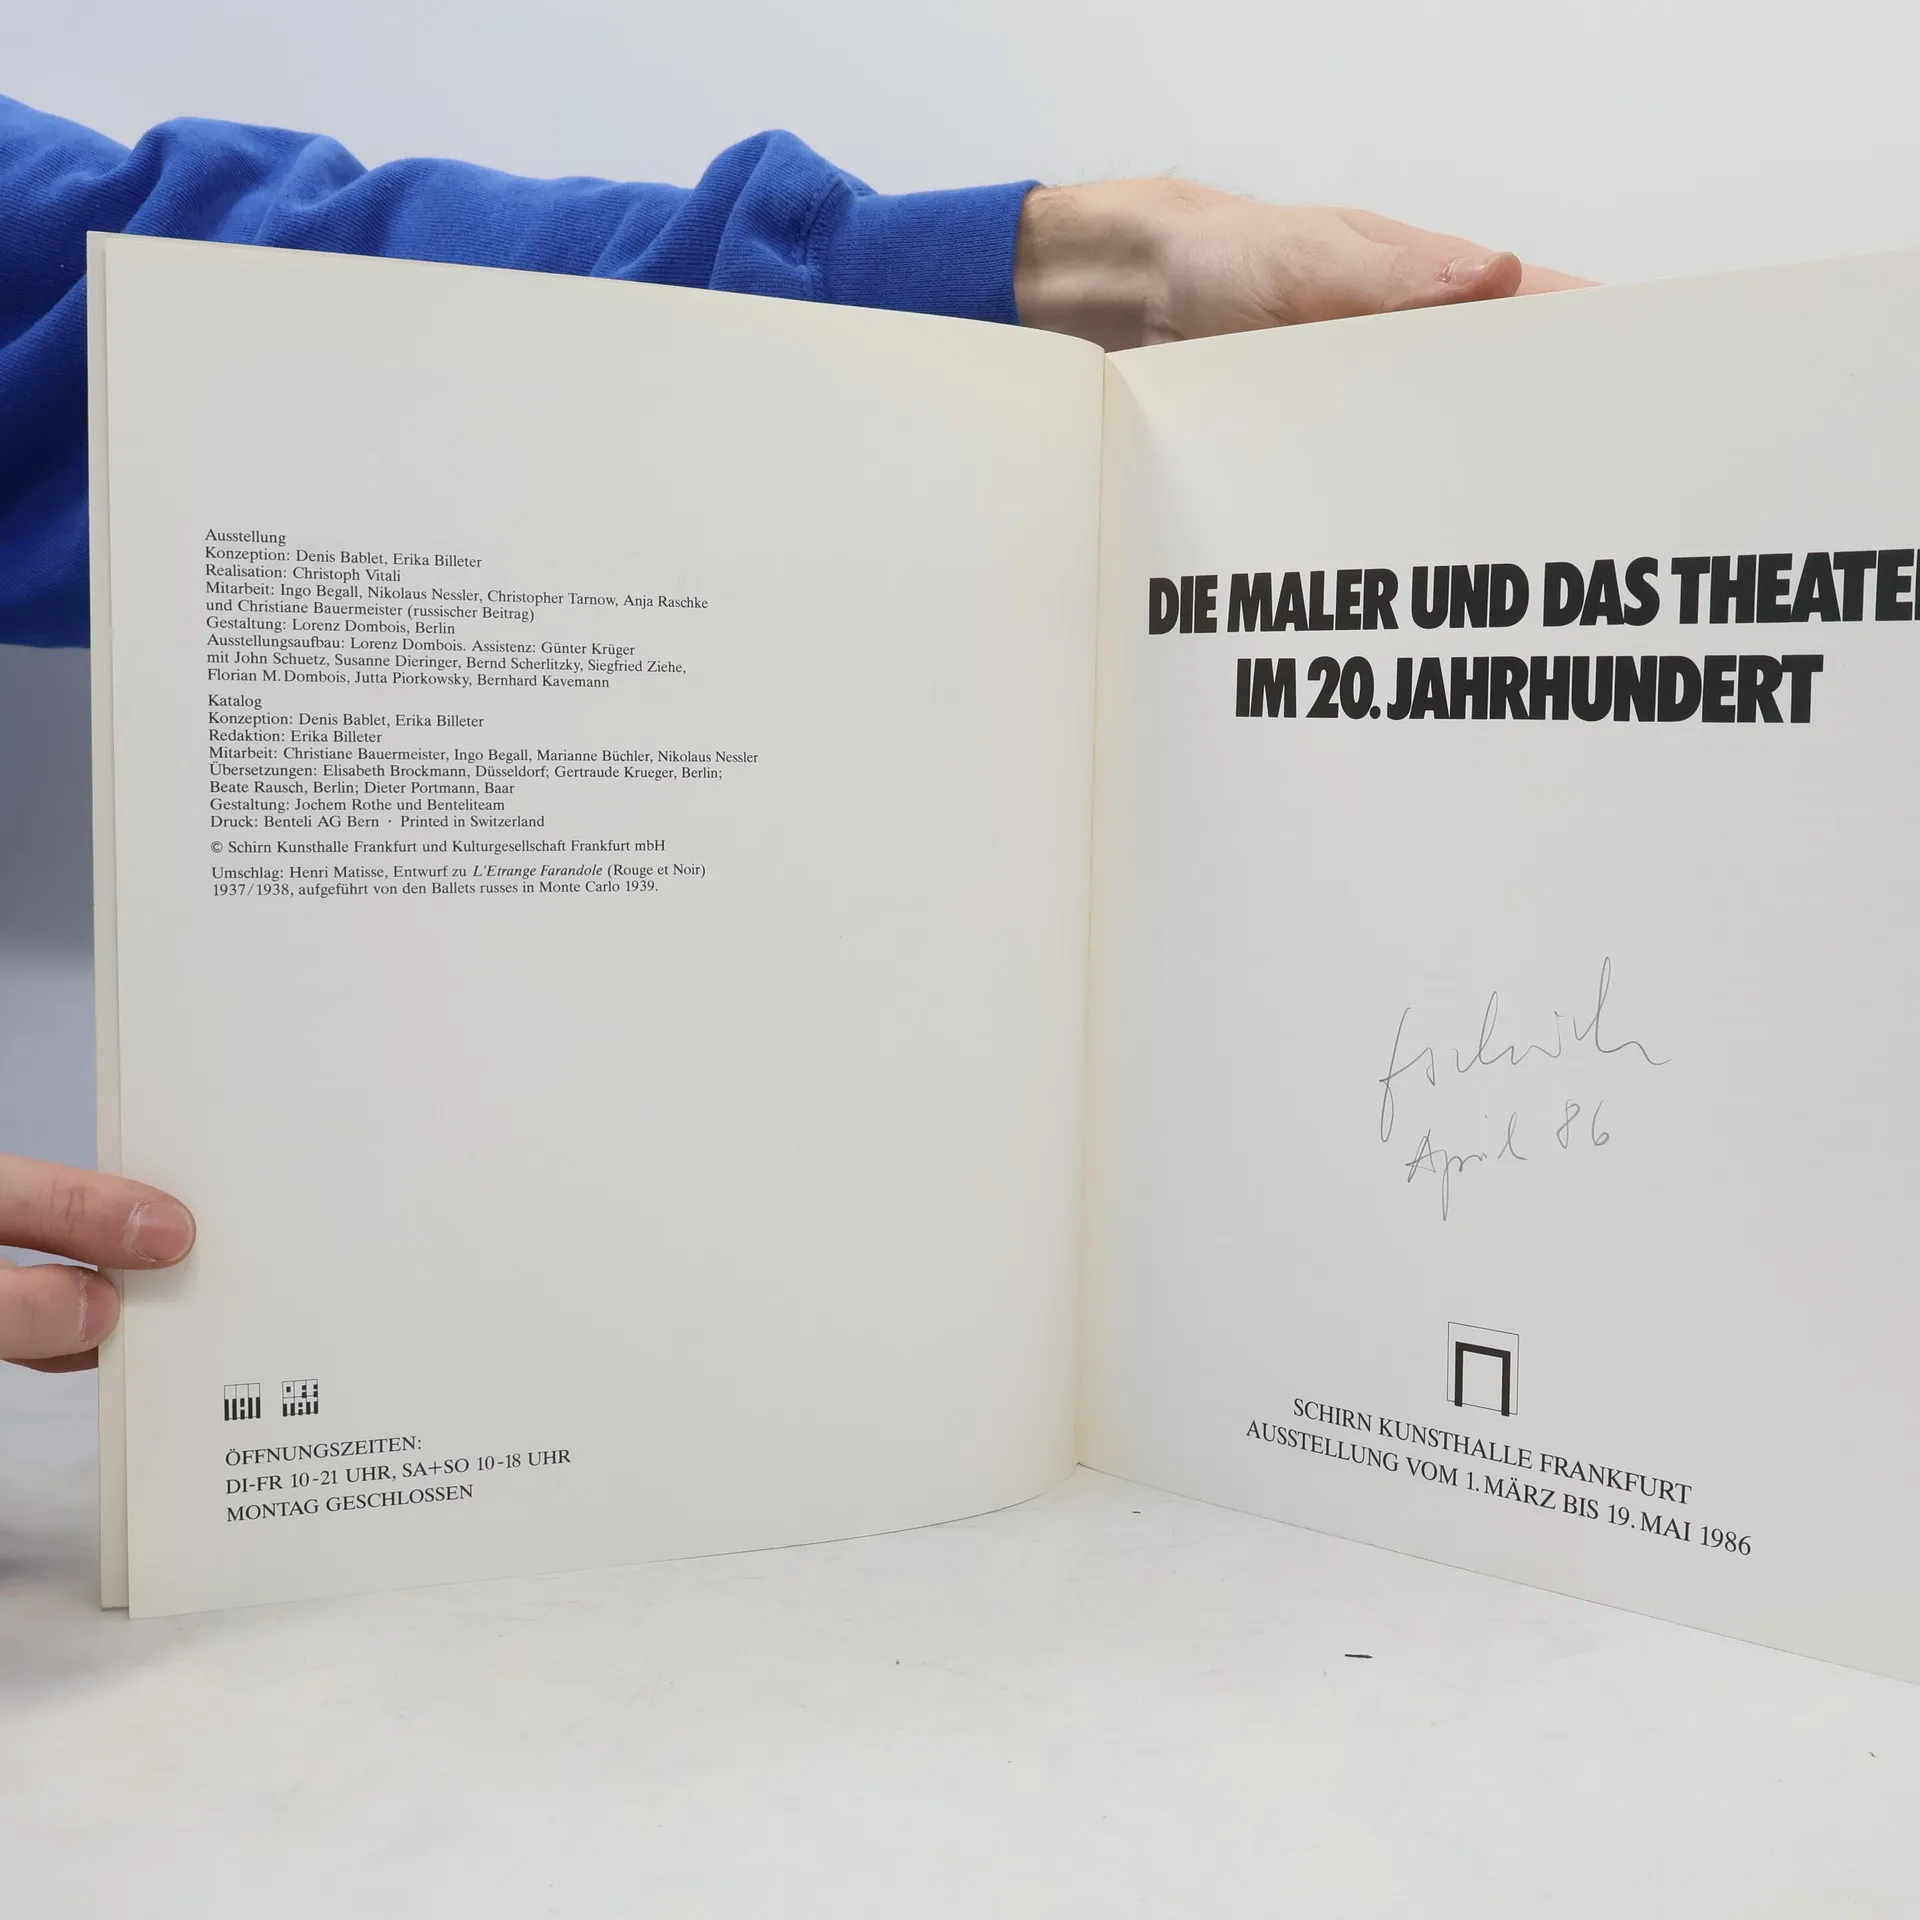 Ausstellung
Konzeption: Denis Bablet, Erika Billeter
Realisation: Christoph Vitali
Mitarbeit: Ingo Begall, Nikolaus Nessler, Christopher Tarnow, Anja Raschke
und Christiane Bauermeister (russischer Beitrag)
Gestaltung: Lorenz Dombois, Berlin
Ausstellungsaufbau: Lorenz Dombois. Assistenz: Günter Krüger
mit John Schuetz, Susanne Dieringer, Bernd Scherlitzky, Siegfried Ziehe,
Florian M. Dombois, Jutta Piorkowsky, Bernhard Kavemann
Katalog
Konzeption: Denis Bablet, Erika Billeter
Redaktion: Erika Billeter
Mitarbeit: Christiane Bauermeister, Ingo Begall, Marianne Büchler, Nikolaus Nessler
Übersetzungen: Elisabeth Brockmann, Düsseldorf; Gertraude Krueger, Berlin;
Beate Rausch, Berlin; Dieter Portmann, Baar
Gestaltung: Jochem Rothe und Benteliteam
Druck: Benteli AG Bern · Printed in Switzerland
© Schirn Kunsthalle Frankfurt und Kulturgesellschaft Frankfurt mbH
Umschlag: Henri Matisse, Entwurf zu L'Etrange Farandole (Rouge et Noir)
1937/1938, aufgeführt von den Ballets russes in Monte Carlo 1939.
ÖFFNUNGSZEITEN:
DI-FR 10-21 UHR, SA+SO 10-18 UHR
MONTAG GESCHLOSSEN
DIE MALER UND DAS THEATE
IM 20. JAHRHUNDERT
April 86
SCHIRN KUNSTHALLE FRANKFURT
AUSSTELLUNG VOM 1. MÄRZ BIS 19. MAI 1986